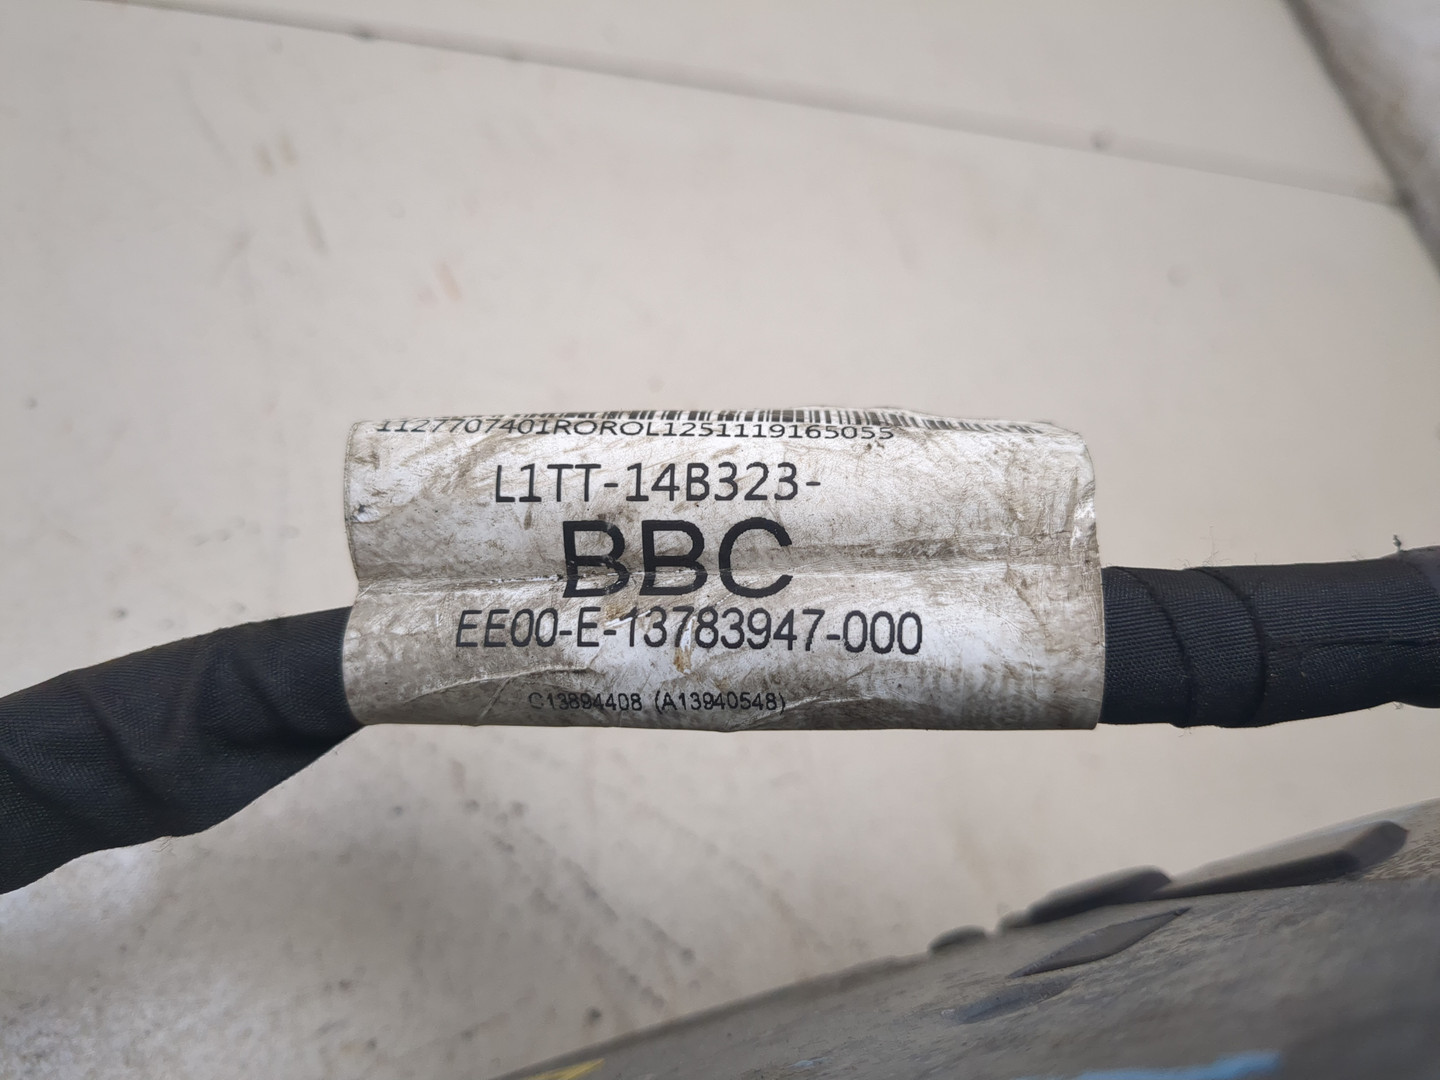 1127707401ROROL1251119165055
L1TT-14B323-
BBC
EE00-E-13783947-000
C13894408 (A13940548)